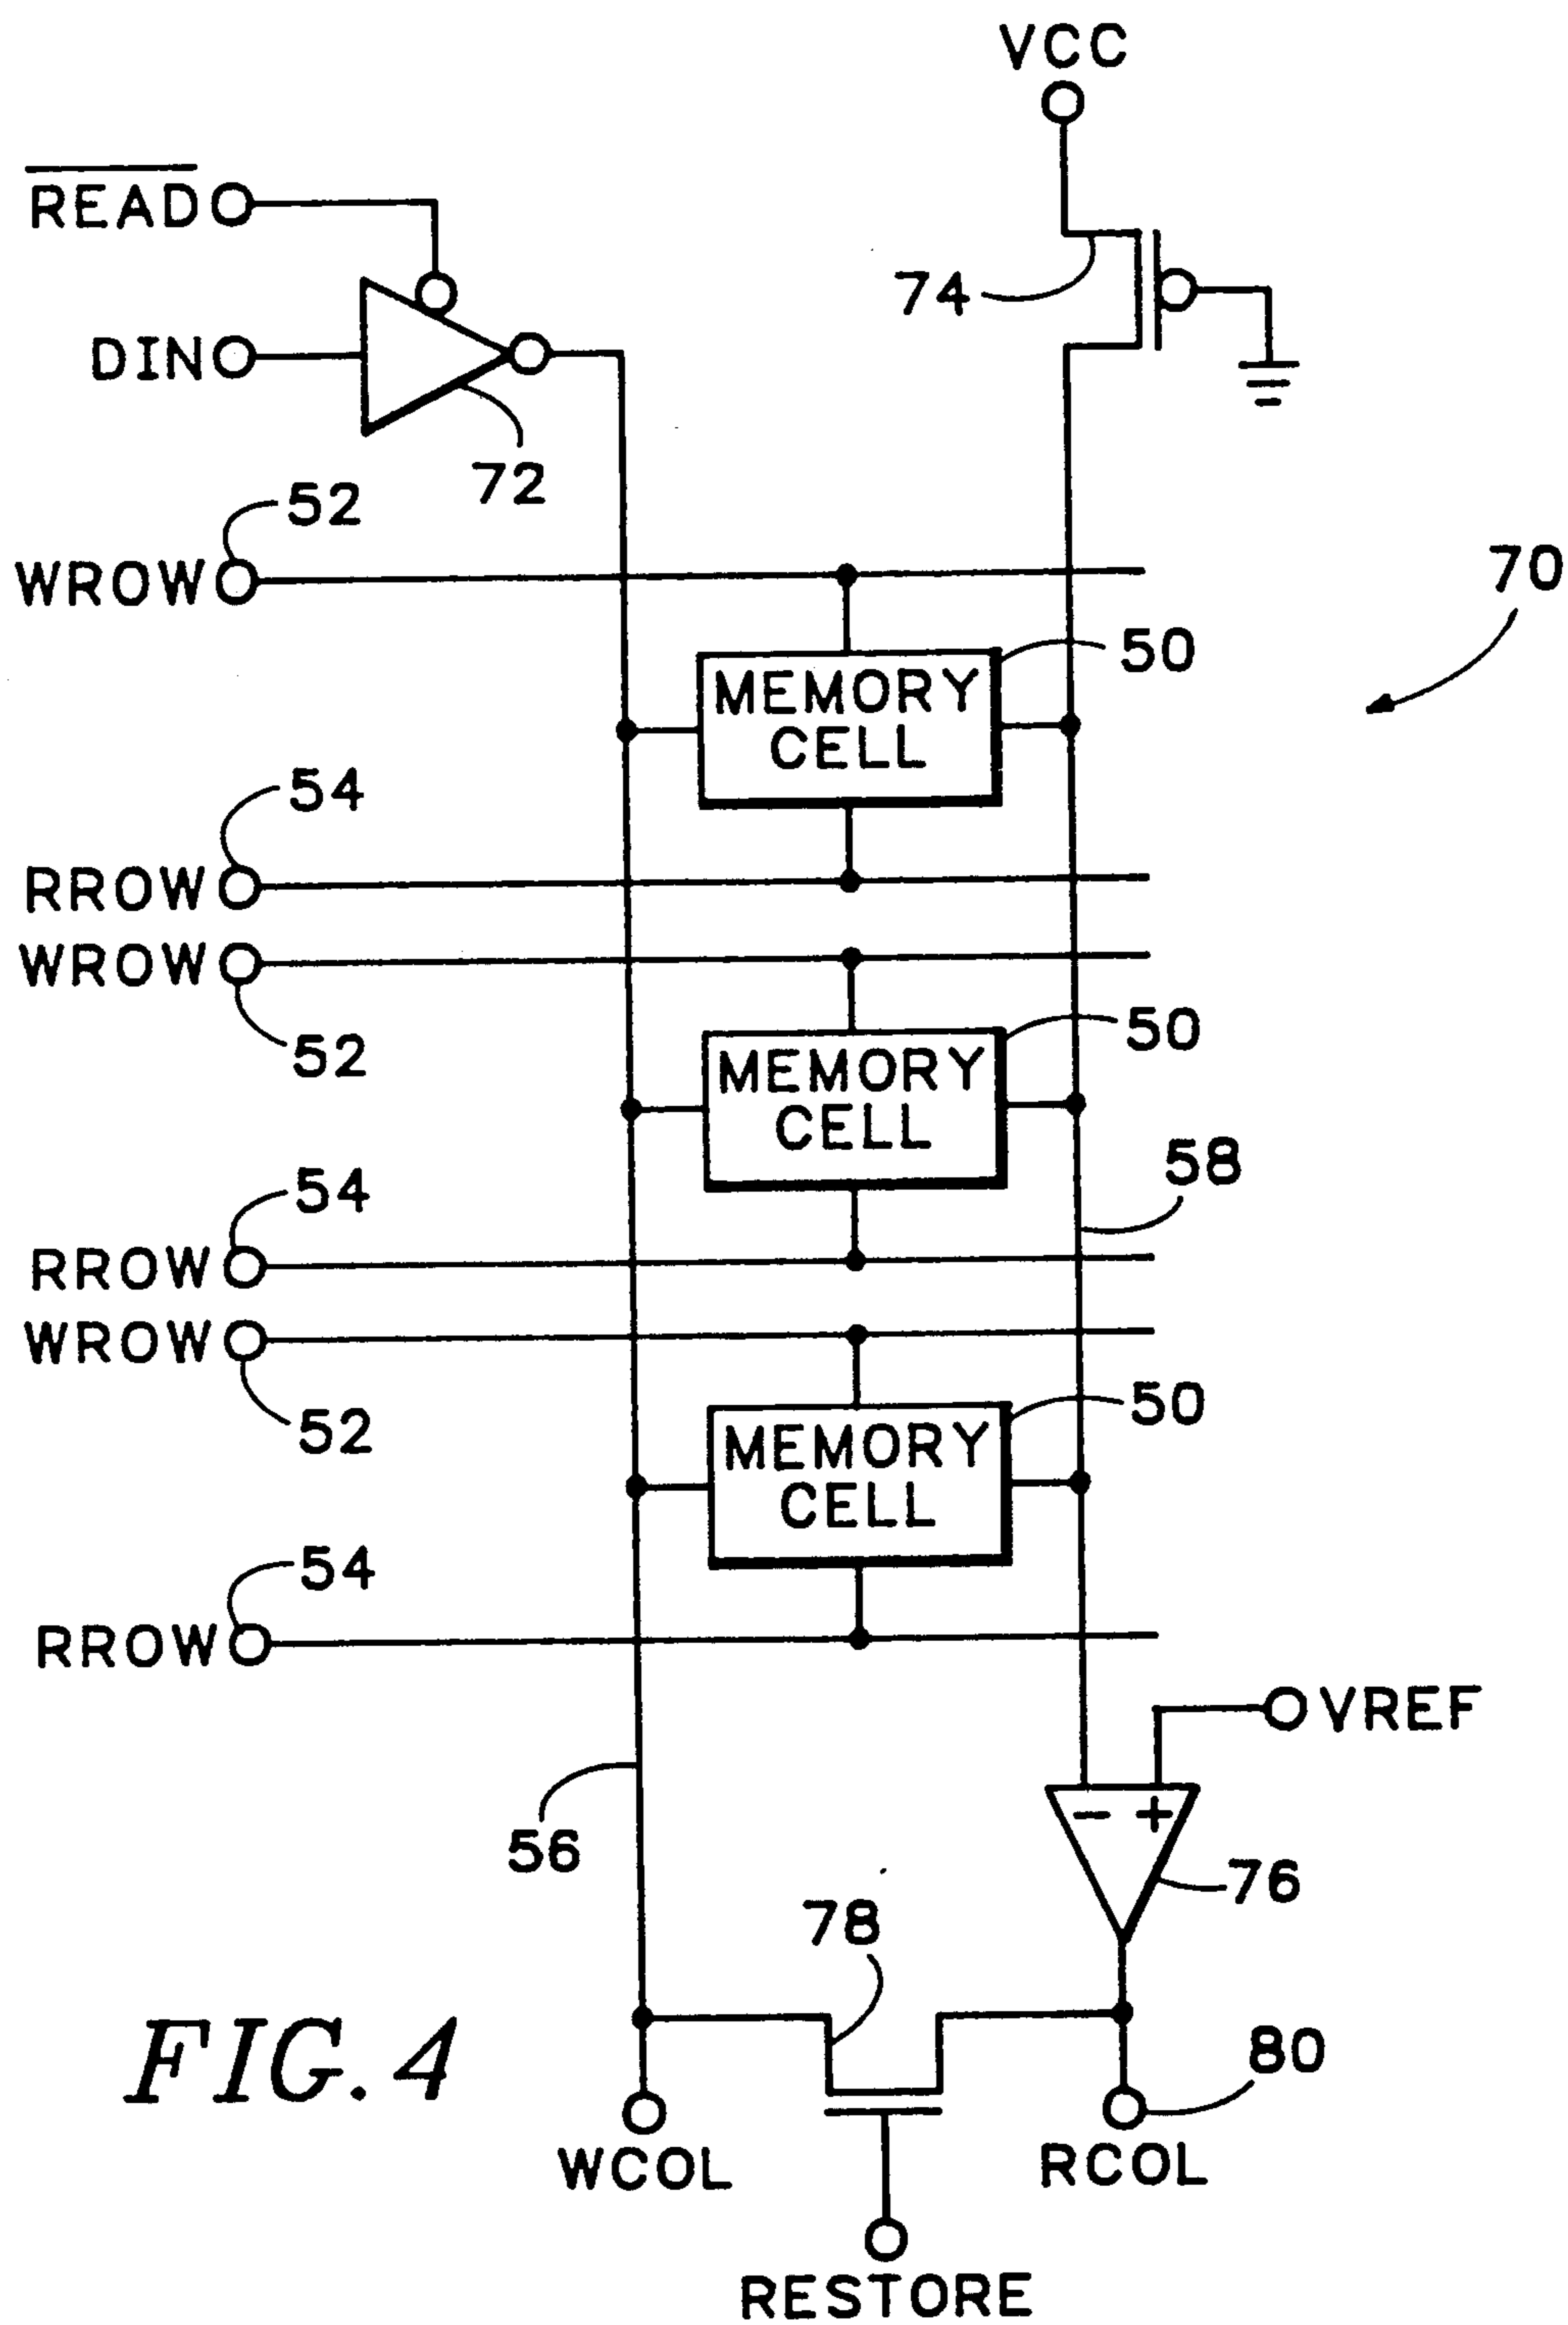 VCC
READ
74
DIN
72
52
WROW
70
50
MEMORY
CELL
54
RROW
WROW
52
50
MEMORY
CELL
58
54
RROW
WROW
52
50
MEMORY
CELL
54
RROW
VREF
56
- +
76
78
FIG. 4
80
WCOL
RCOL
RESTORE